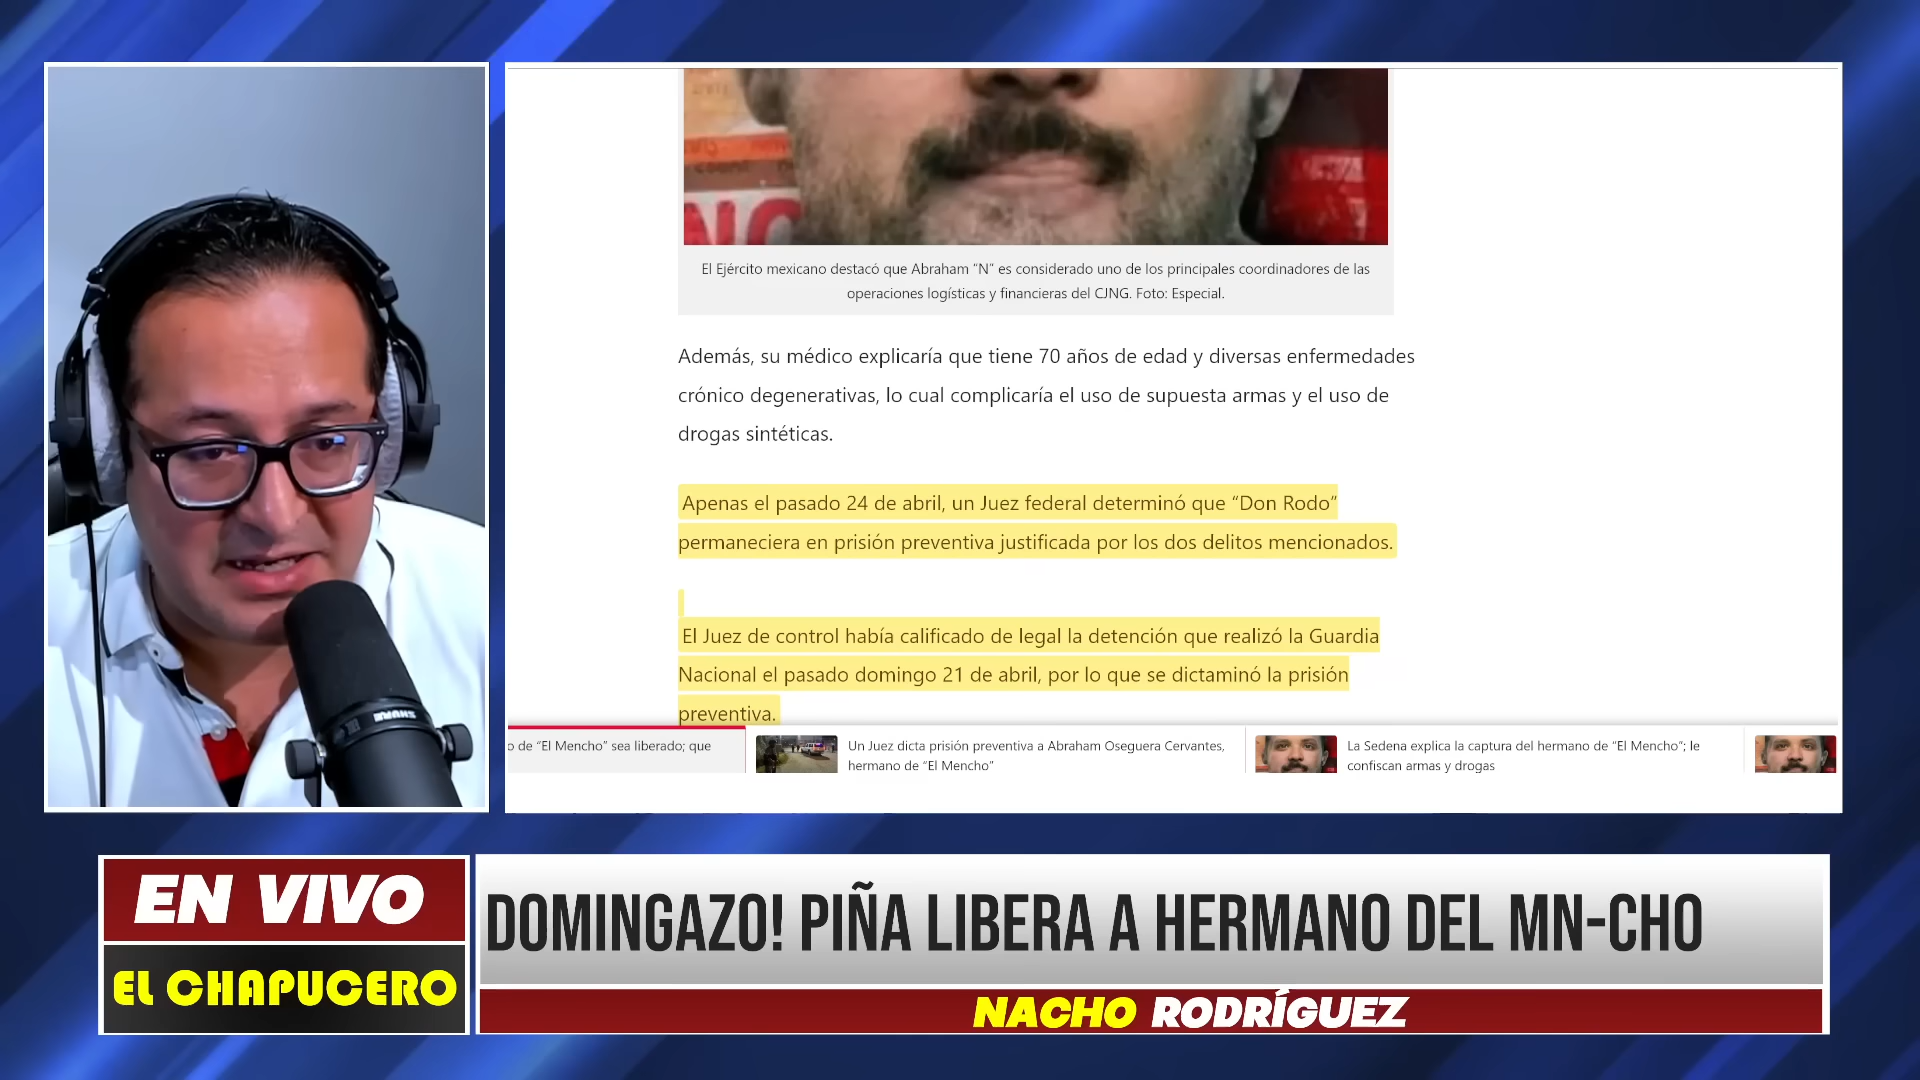 El Ejército mexicano destacó que Abraham “N” es considerado uno de los principales coordinadores de las
operaciones logísticas y financieras del CJNG. Foto: Especial.
Además, su médico explicaría que tiene 70 años de edad y diversas enfermedades
crónico degenerativas, lo cual complicaría el uso de supuesta armas y el uso de
drogas sintéticas.
Apenas el pasado 24 de abril, un Juez federal determinó que “Don Rodo”
permaneciera en prisión preventiva justificada por los dos delitos mencionados.
El Juez de control había calificado de legal la detención que realizó la Guardia
Nacional el pasado domingo 21 de abril, por lo que se dictaminó la prisión
preventiva.
o de “El Mencho” sea liberado; que
Un Juez dicta prisión preventiva a Abraham Oseguera Cervantes,
hermano de “El Mencho”
La Sedena explica la captura del hermano de “El Mencho”; le
confiscan armas y drogas
SHURE
EN VIVO
EL CHAPUCERO
DOMINGAZO! PIÑA LIBERA A HERMANO DEL MN-CHO
NACHO RODRÍGUEZ